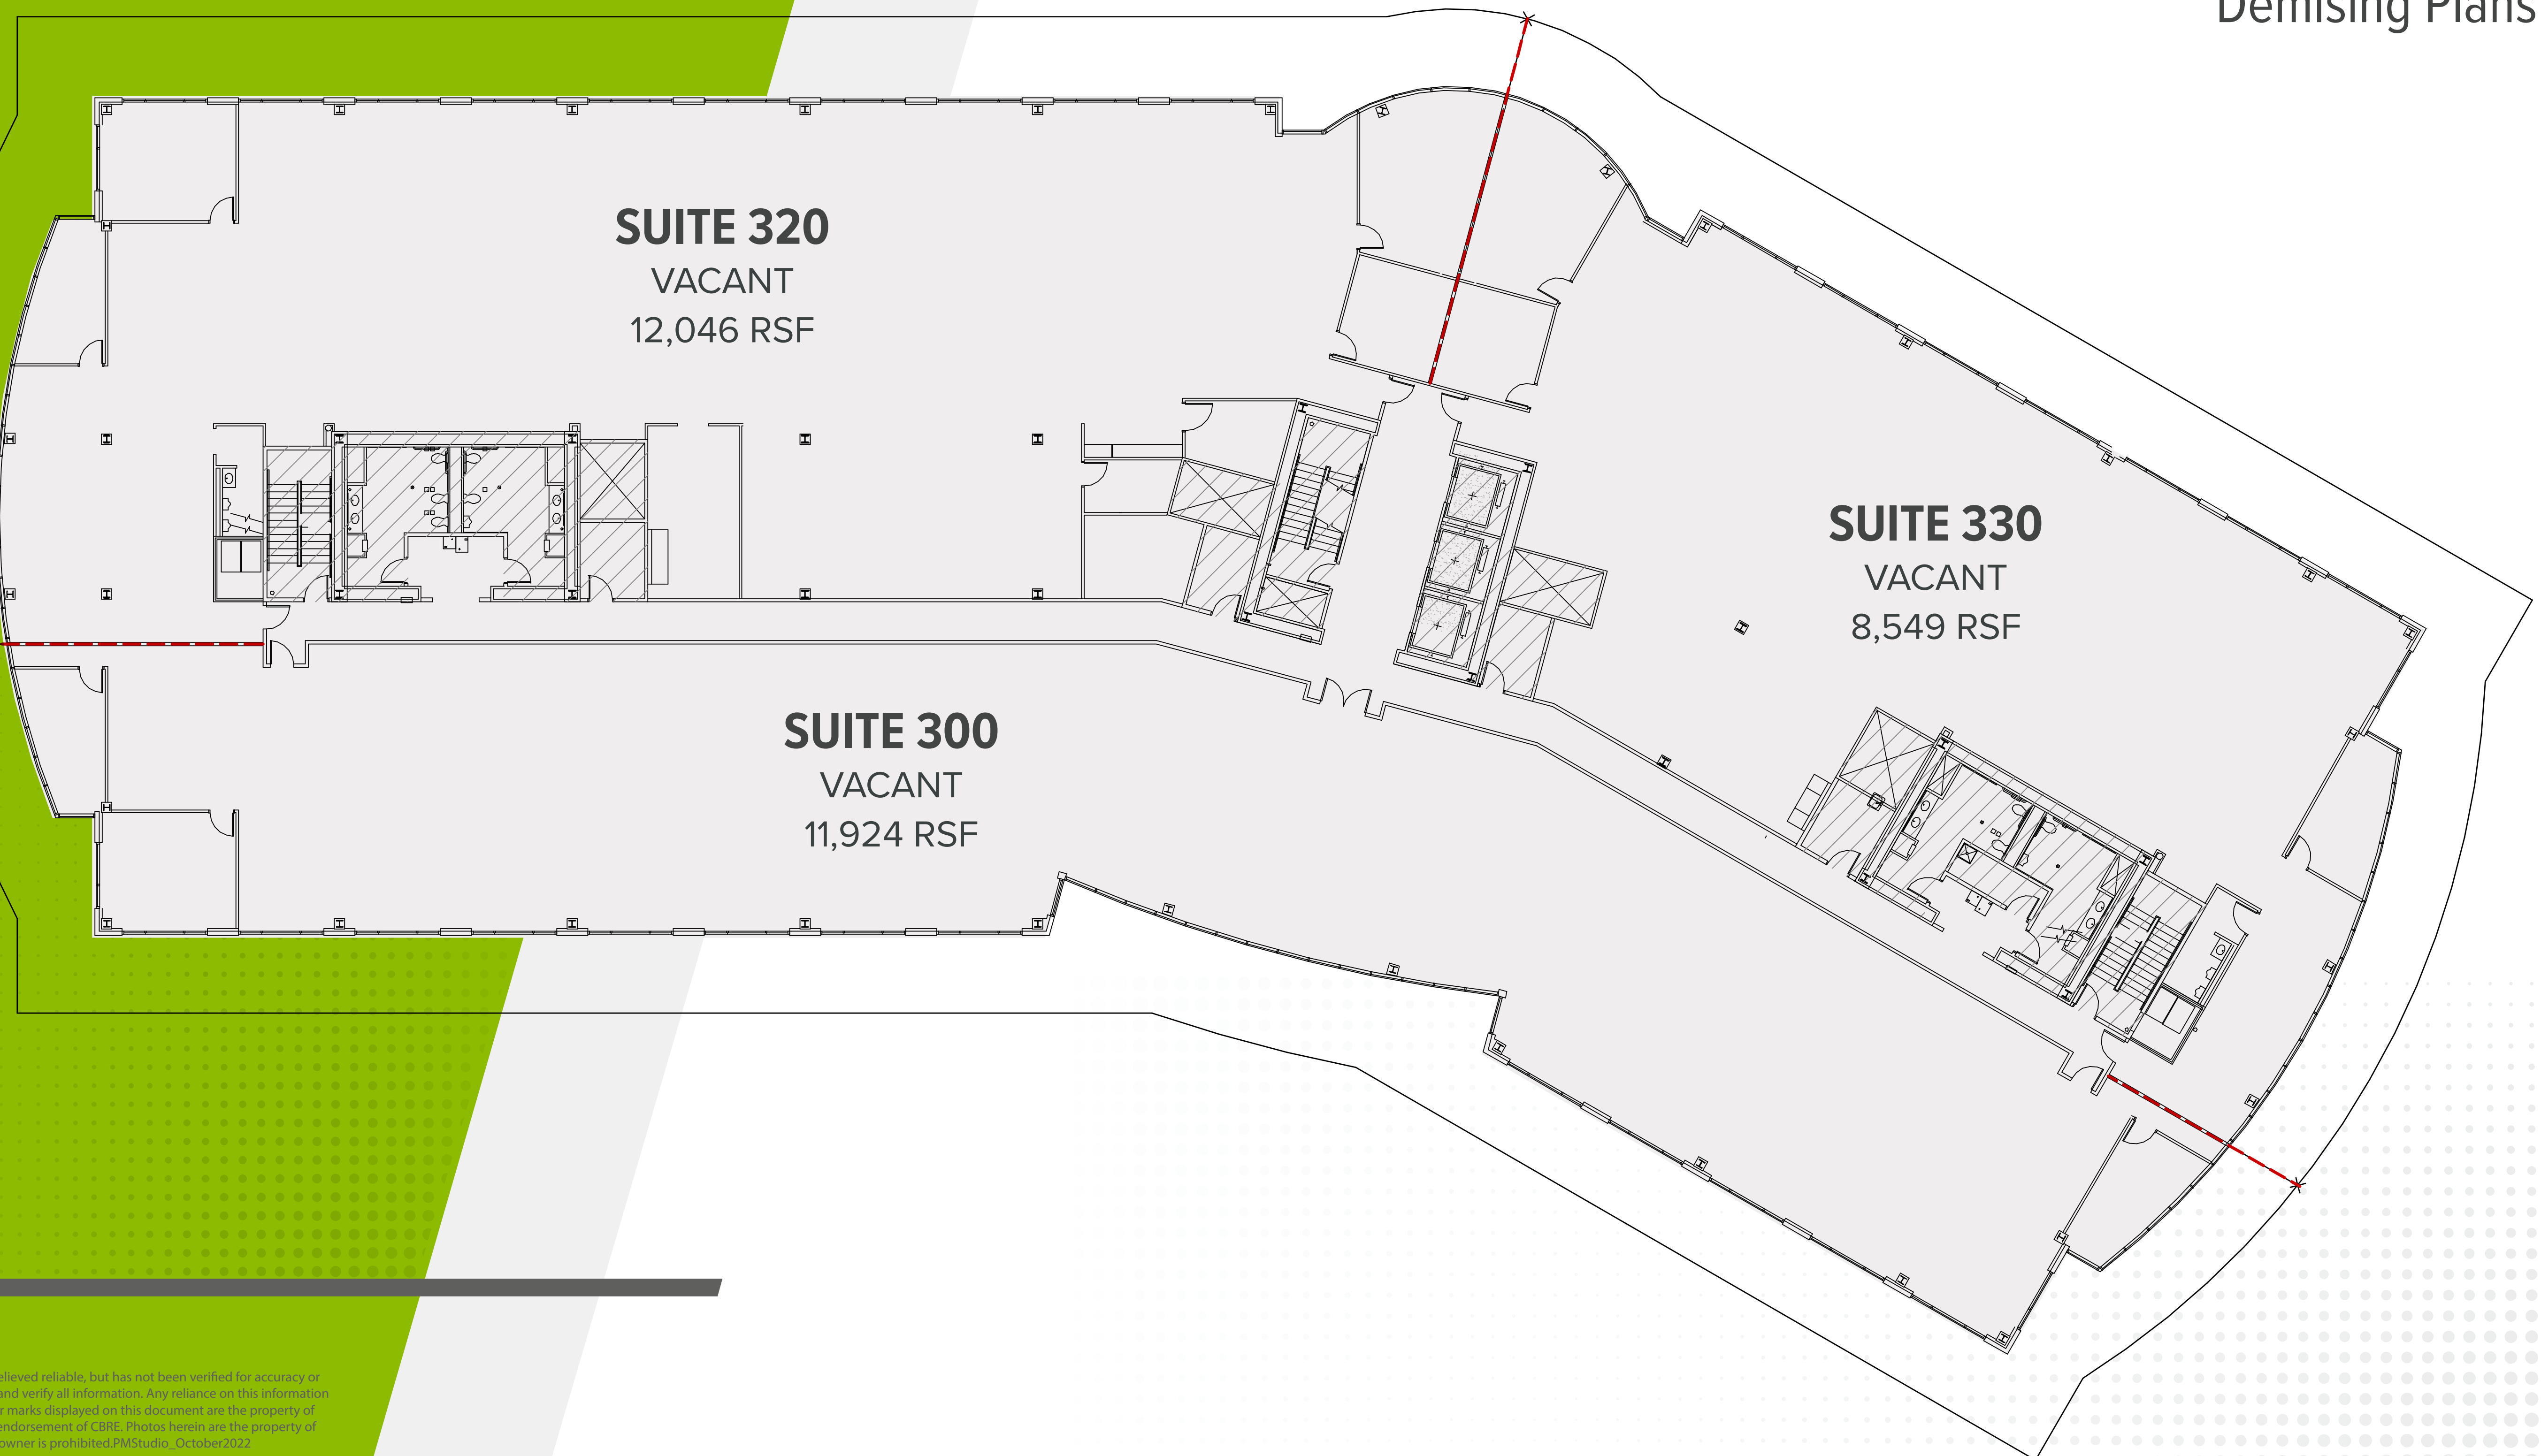 Demising Plans
SUITE 320
VACANT
12,046 RSF
SUITE 330
VACANT
8,549 RSF
SUITE 300
VACANT
11,924 RSF
elieved reliable, but has not been verified for accuracy or
and verify all information. Any reliance on this information
r marks displayed on this document are the property of
endorsement of CBRE. Photos herein are the property of
owner is prohibited.PMStudio_October2022